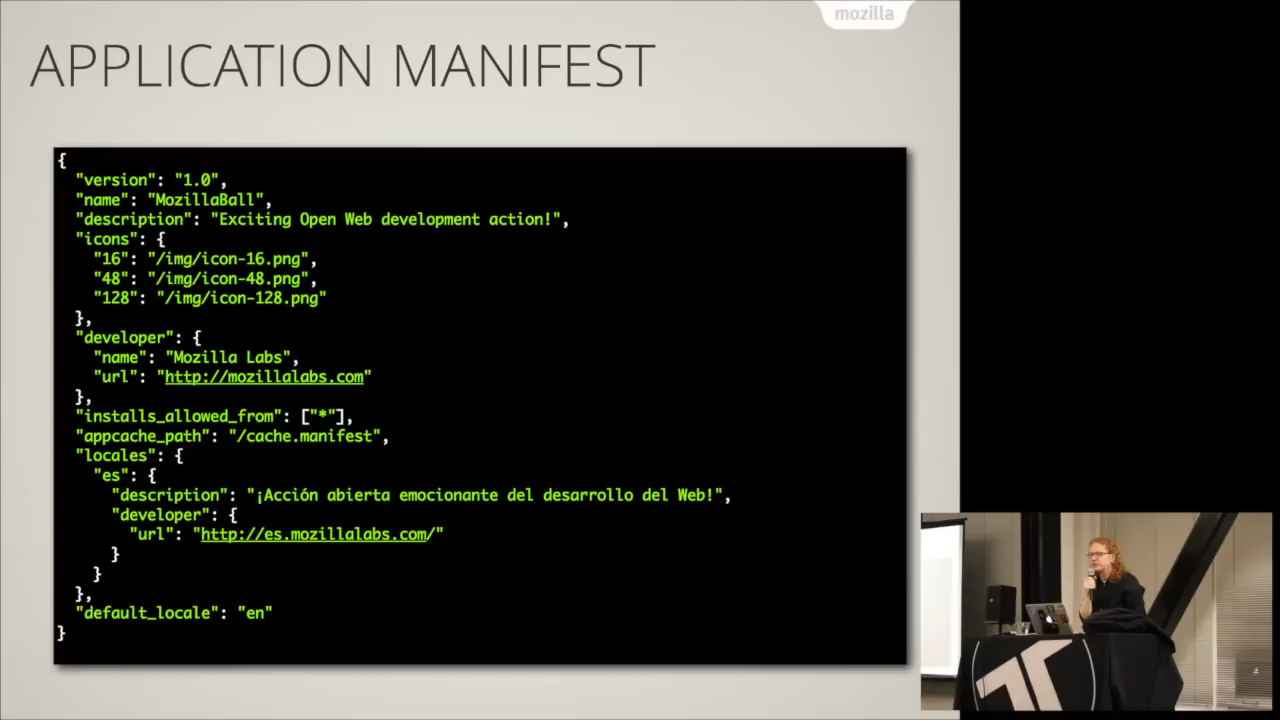 mozilla
APPLICATION MANIFEST
{
"version": "1.0",
"name": "MozillaBall",
"description": "Exciting Open Web development action!",
"icons": {
"16": "/img/icon-16.png",
"48": "/img/icon-48.png",
"128": "/img/icon-128.png"
},
"developer": {
"name": "Mozilla Labs",
"url": "http://mozillalabs.com"
},
"installs_allowed_from": ["*"],
"appcache_path": "/cache.manifest",
"locales": {
"es": {
"description": "¡Acción abierta emocionante del desarrollo del Web!",
"developer": {
"url": "http://es.mozillalabs.com/"
}
}
},
"default_locale": "en"
}